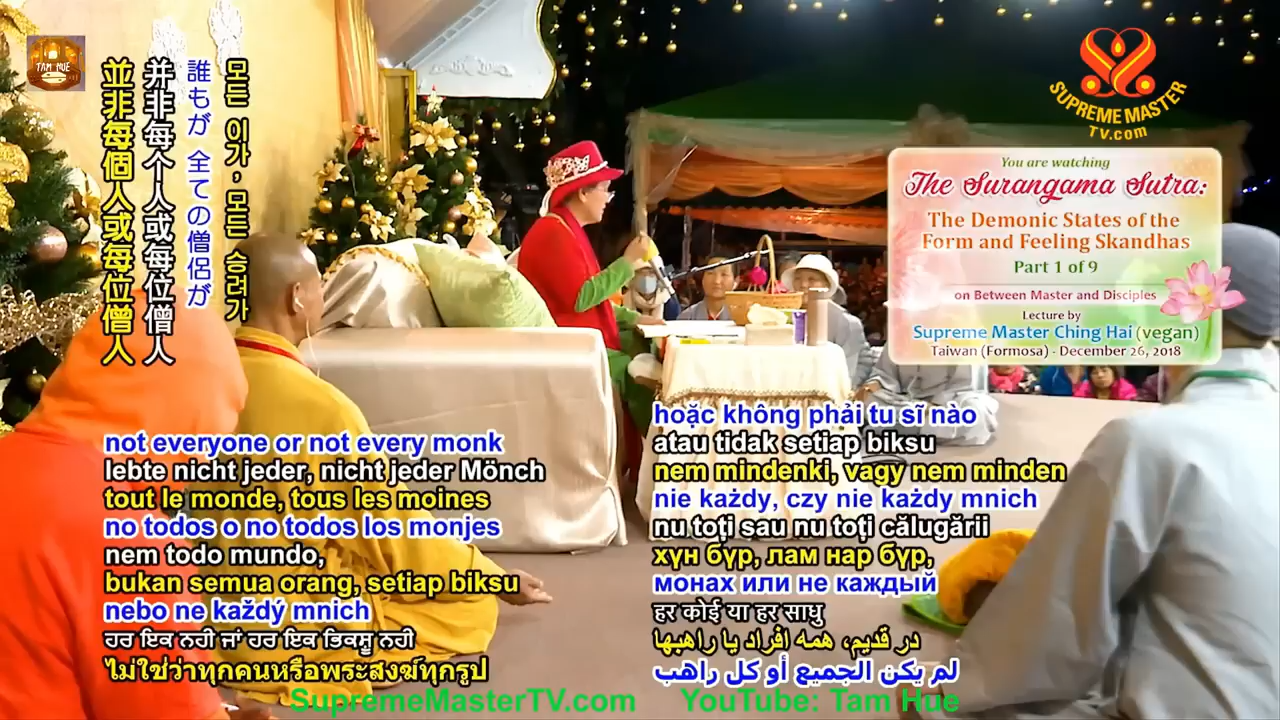 TAM HUE
並非每個人或每位僧人
并非每个人或每位僧人
誰もが 全ての僧侶が
모든 이가, 모든 승려가
SUPREME MASTER
TV.com
You are watching
The Surangama Sutra:
The Demonic States of the
Form and Feeling Skandhas
Part 1 of 9
on Between Master and Disciples
Lecture by
Supreme Master Ching Hai (vegan)
Taiwan (Formosa) - December 26, 2018
not everyone or not every monk
lebte nicht jeder, nicht jeder Mönch
tout le monde, tous les moines
no todos o no todos los monjes
nem todo mundo,
bukan semua orang, setiap biksu
nebo ne každý mnich
ਹਰ ਇਕ ਨਹੀ ਜਾਂ ਹਰ ਇਕ ਭਿਕਸ਼ੂ ਨਹੀ
ไม่ใช่ว่าทุกคนหรือพระสงฆ์ทุกรูป
hoặc không phải tu sĩ nào
atau tidak setiap biksu
nem mindenki, vagy nem minden
nie każdy, czy nie każdy mnich
nu toți sau nu toți călugării
хүн бүр, лам нар бүр,
монах или не каждый
हर कोई या हर साधु
در قدیم، همه افراد یا راهبها
لم يكن الجميع أو كل راهب
SupremeMasterTV.com YouTube: Tam Hue